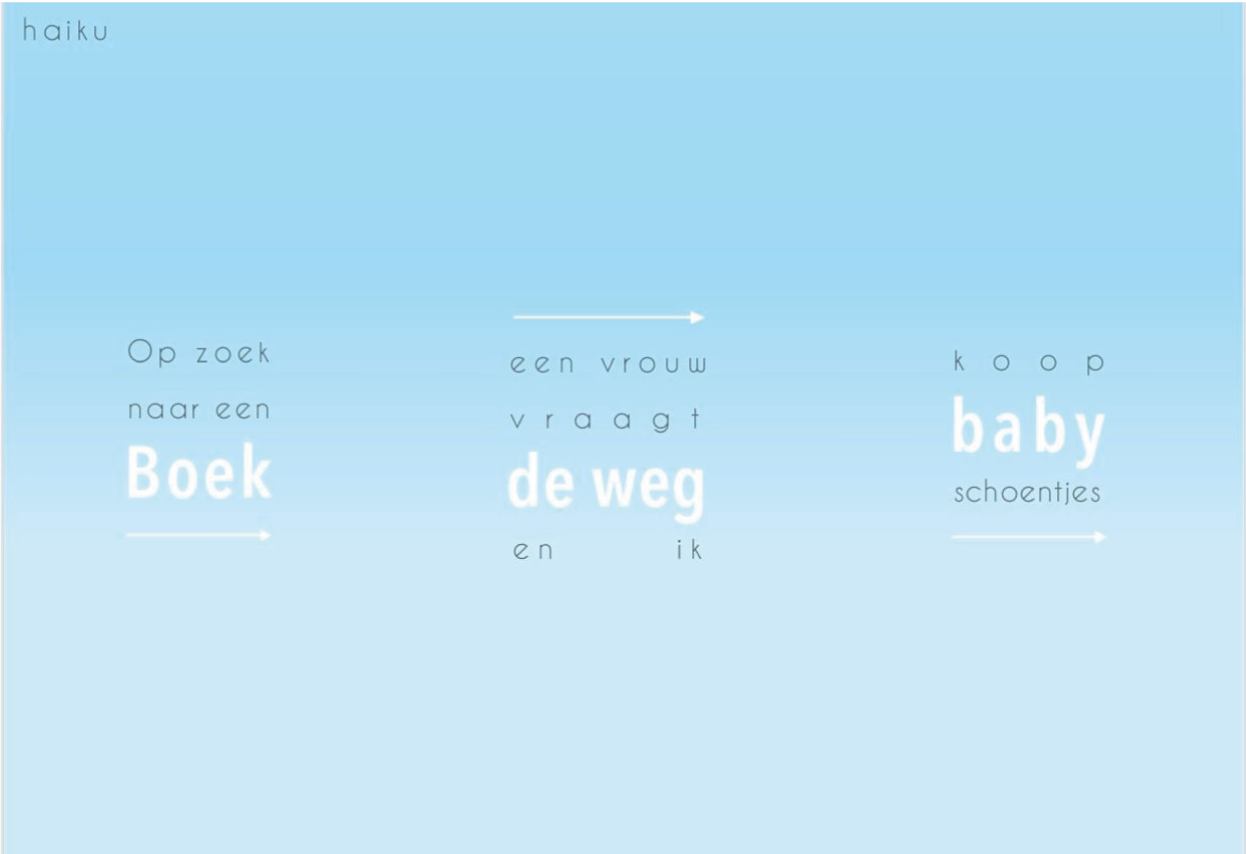 haiku
Op zoek
naar een
Boek
een vrouw
vraagt
de weg
en ik
koop
baby
schoentjes